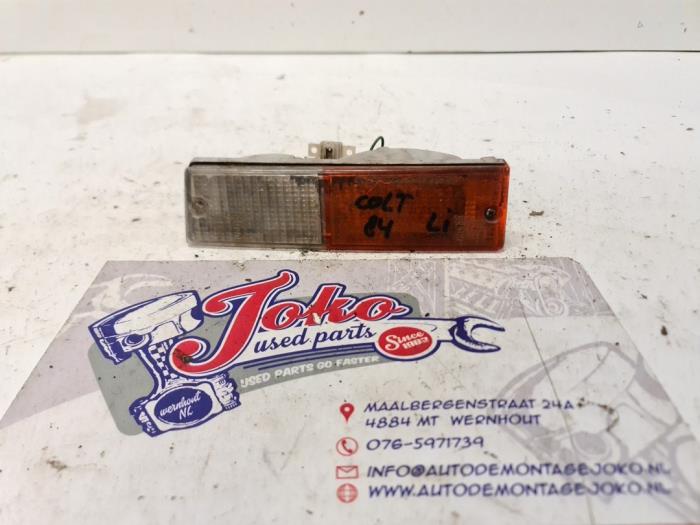 COLT
84 Li
Joko
used parts
Since
1982
USED PARTS GO FASTER
wernhout
NL
MAALBERGENSTRAAT 24A
4884 MT WERNHOUT
076-5971739
INFO@AUTODEMONTAGEJOKO.NL
WWW.AUTODEMONTAGEJOKO.NL